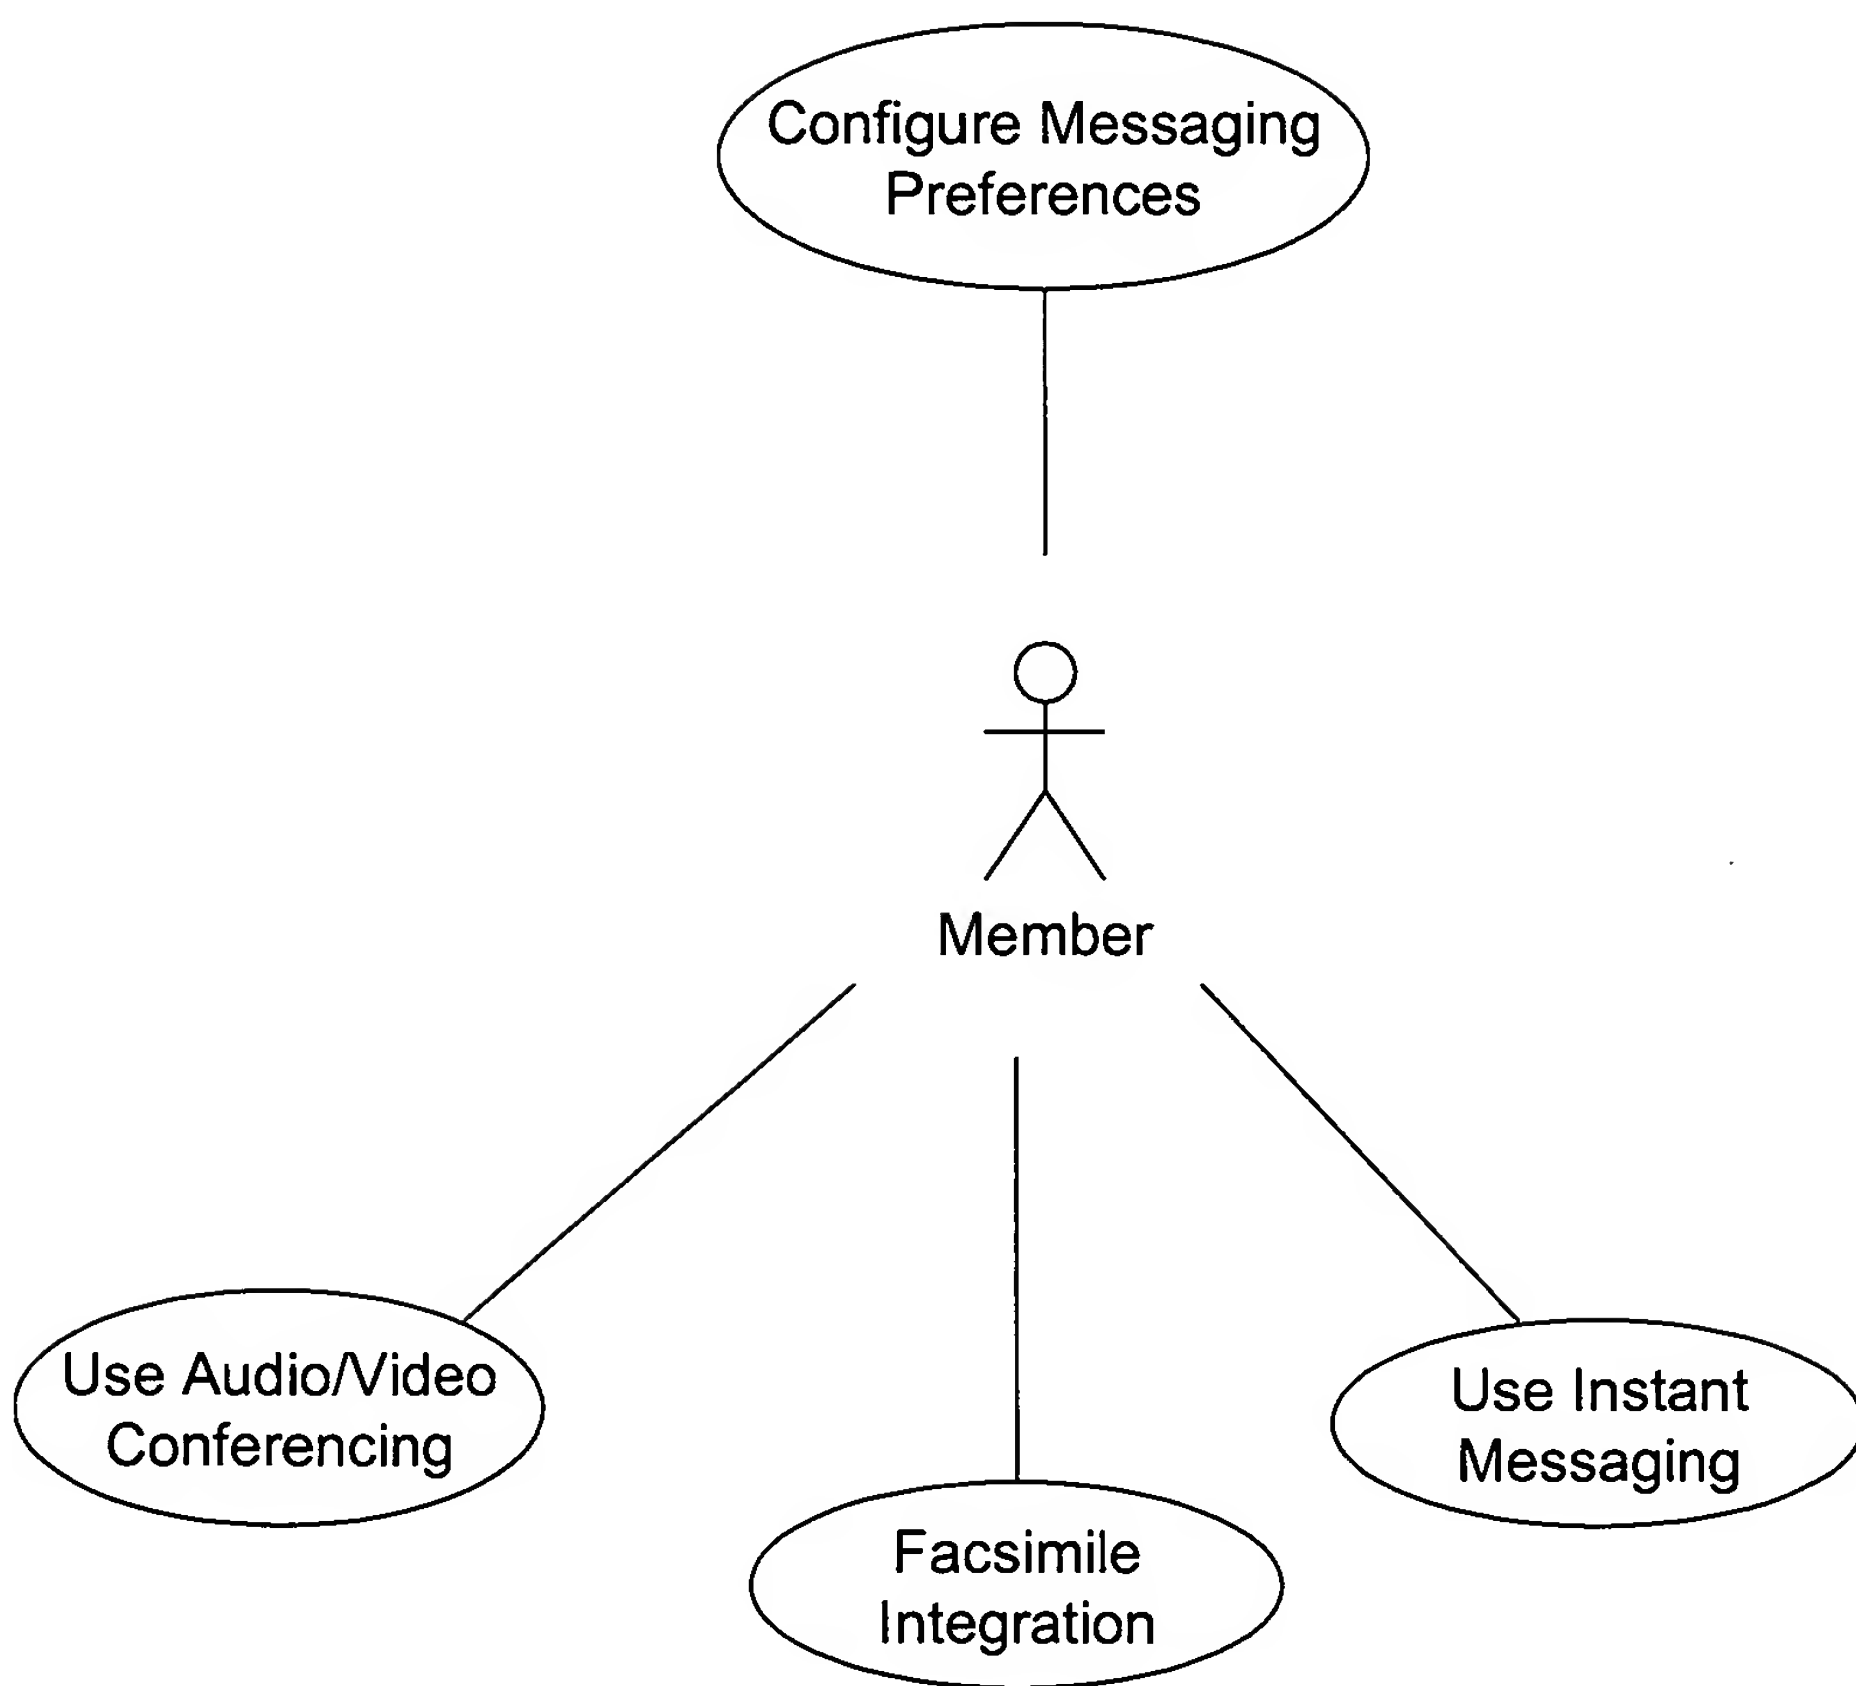 Configure Messaging
Preferences
Member
Use Audio/Video
Conferencing
Use Instant
Messaging
Facsimile
Integration